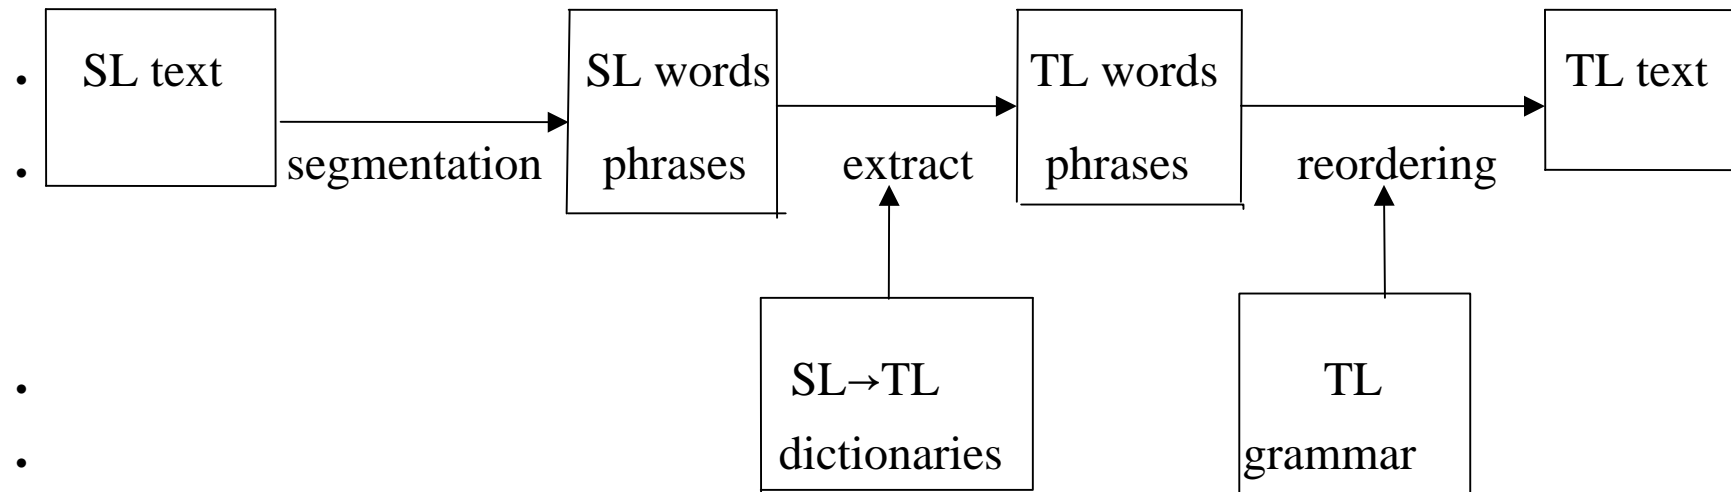 • SL text SL words TL words TL text
• segmentation phrases extract phrases reordering
• SL→TL TL
• dictionaries grammar